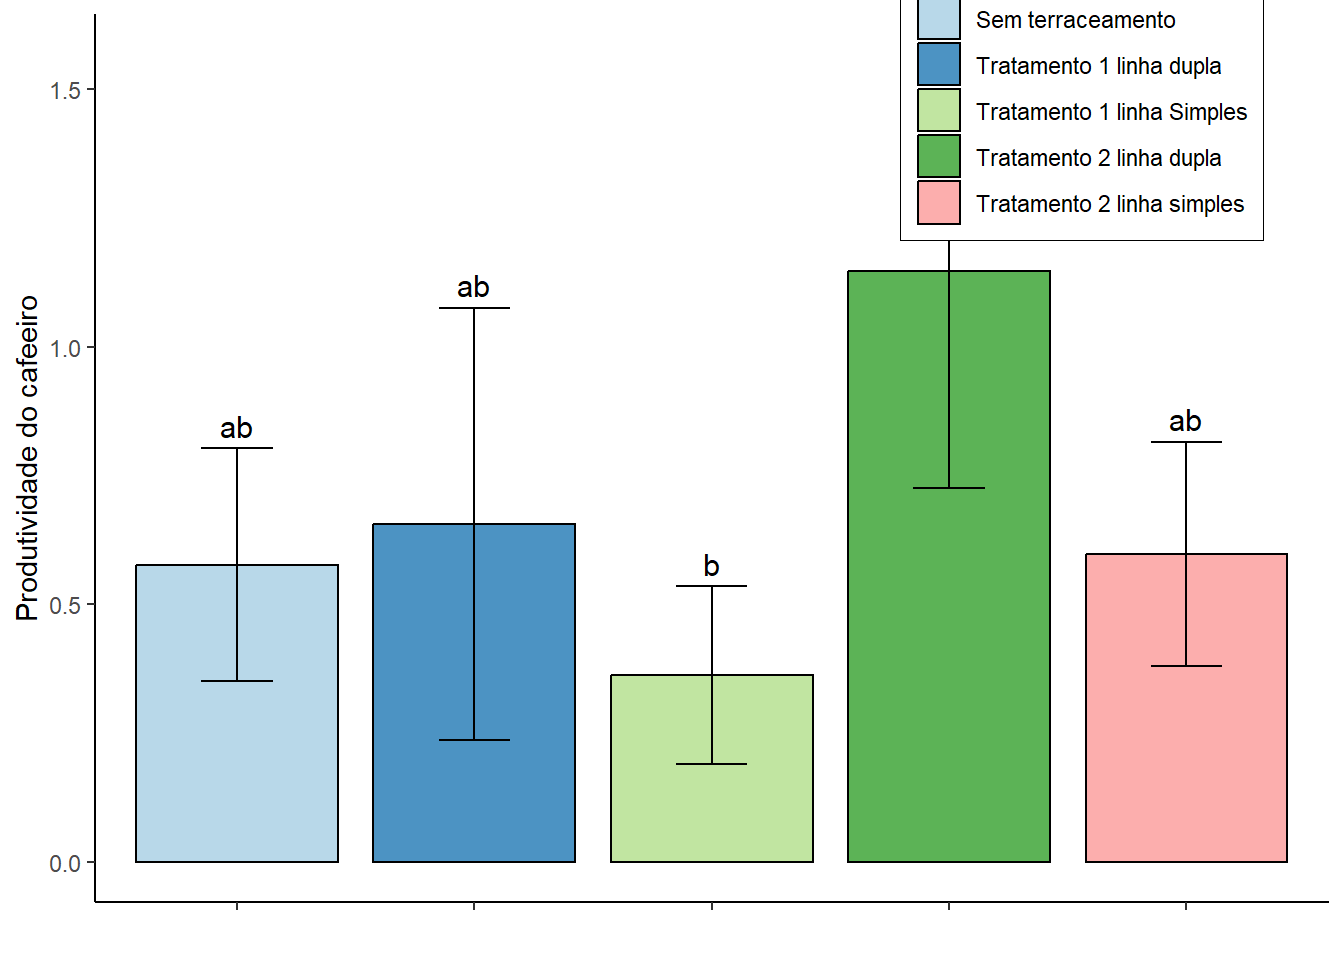 Sem terraceamento
Tratamento 1 linha dupla
Tratamento 1 linha Simples
Tratamento 2 linha dupla
Tratamento 2 linha simples
Produtividade do cafeeiro
1.5
1.0
0.5
0.0
ab
ab
b
ab